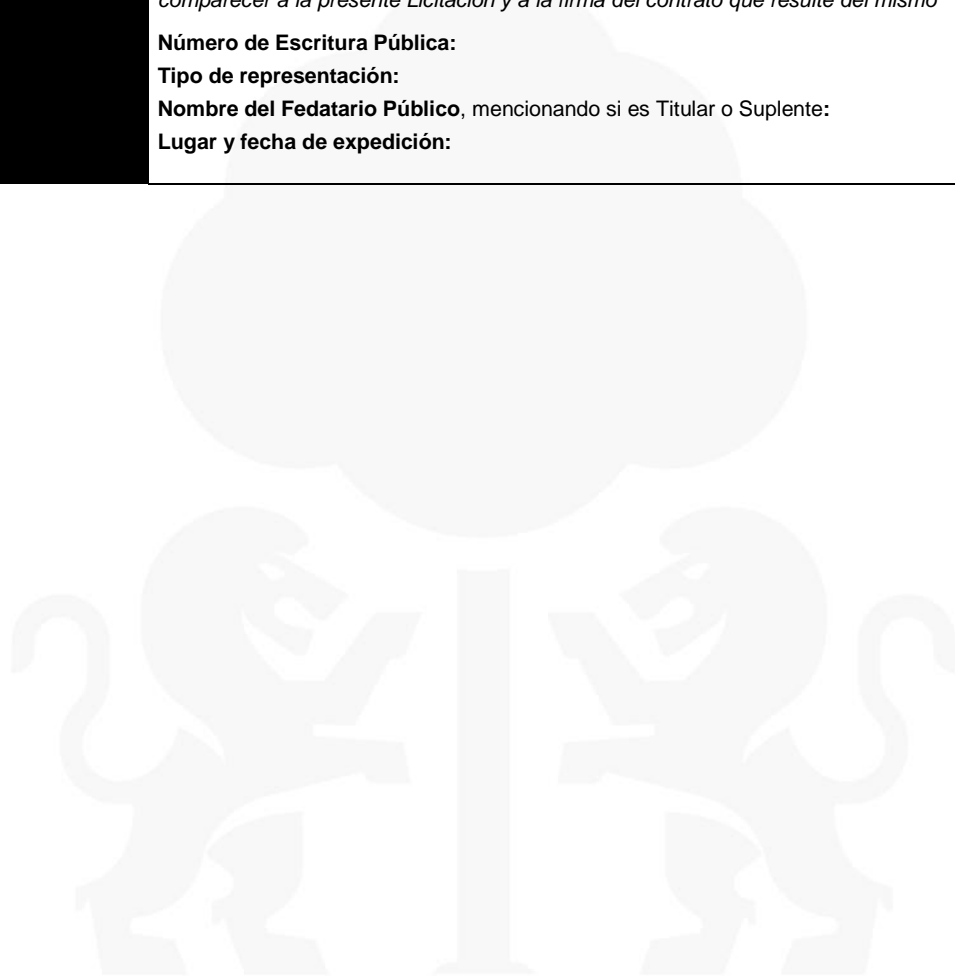 comparecer a la presente Licitación y a la firma del contrato que resulte del mismo
Número de Escritura Pública:
Tipo de representación:
Nombre del Fedatario Público, mencionando si es Titular o Suplente:
Lugar y fecha de expedición: